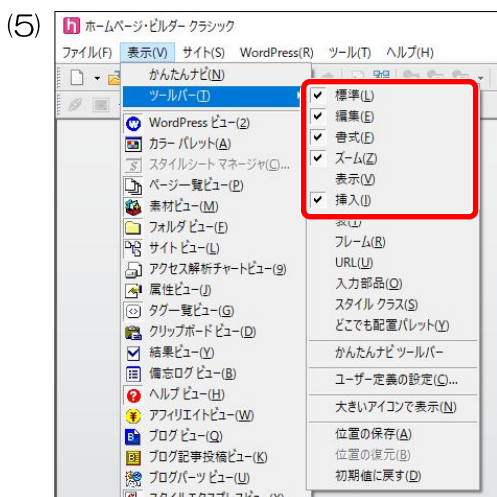 (5)
ホームページ・ビルダー クラシック
ファイル(F) 表示(V) サイト(S) WordPress(R) ツール(T) ヘルプ(H)
かんたんナビ(N)
ツールバー(T)
WordPress ビュー(2)
カラー パレット(A)
スタイルシート マネージャ(C)...
ページ一覧ビュー(P)
素材ビュー(M)
フォルダ ビュー(F)
サイト ビュー(L)
アクセス解析チャートビュー(9)
属性ビュー(J)
タグ一覧ビュー(G)
クリップボード ビュー(D)
結果ビュー(Y)
備忘ログ ビュー(B)
ヘルプ ビュー(H)
アフィリエイトビュー(W)
ブログビュー(Q)
ブログ記事投稿ビュー(K)
ブログパーツ ビュー(U)
標準(L)
編集(E)
書式(F)
ズーム(Z)
表示(V)
挿入(I)
表(T)
フレーム(R)
URL(U)
入力部品(O)
スタイル クラス(S)
どこでも配置パレット(Y)
かんたんナビ ツールバー
ユーザー定義の設定(C)...
大きいアイコンで表示(N)
位置の保存(A)
位置の復元(B)
初期値に戻す(D)